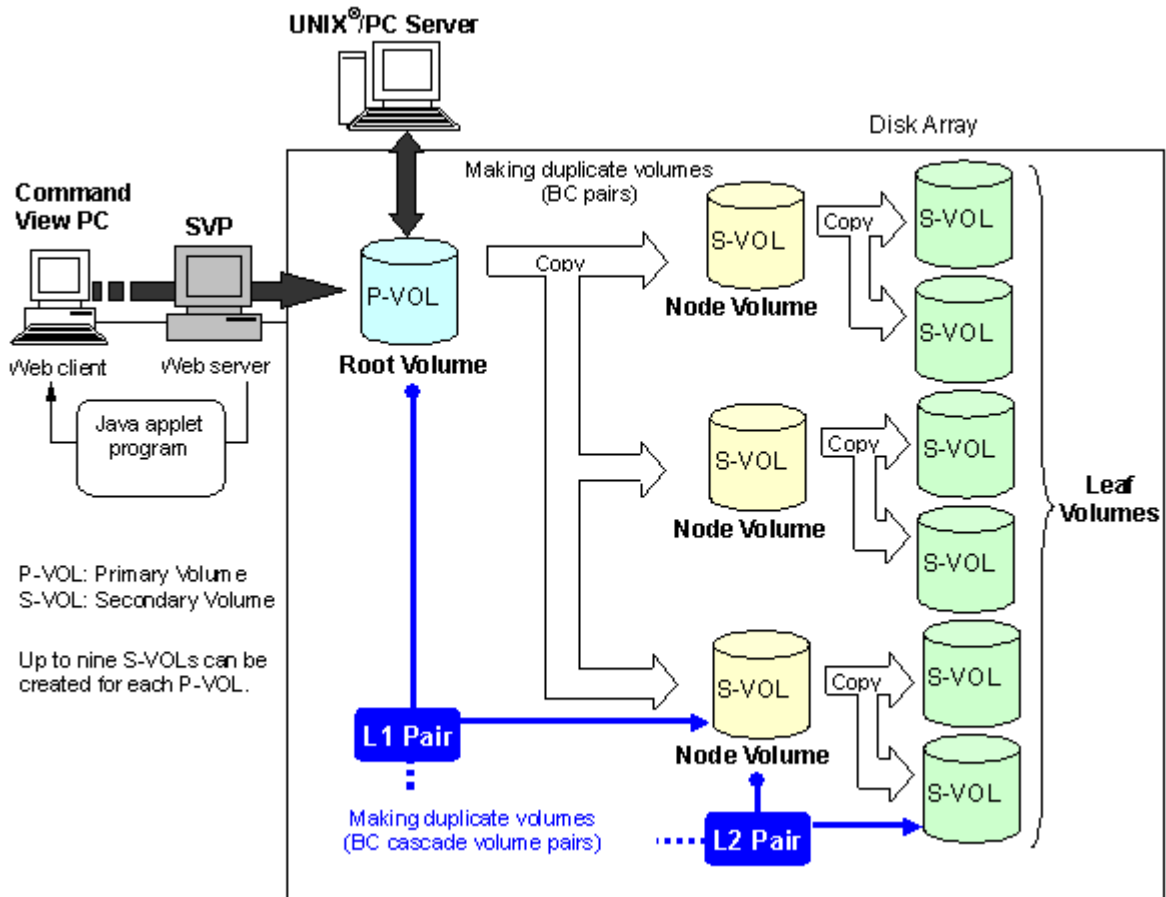 UNIX®/PC Server
Disk Array
Command
View PC
SVP
Web client
Web server
Java applet
program
P-VOL
Root Volume
Making duplicate volumes
(BC pairs)
Copy
S-VOL
Node Volume
Copy
S-VOL
S-VOL
S-VOL
Node Volume
Copy
S-VOL
S-VOL
S-VOL
Node Volume
Copy
S-VOL
S-VOL
Leaf
Volumes
P-VOL: Primary Volume
S-VOL: Secondary Volume
Up to nine S-VOLs can be
created for each P-VOL.
L1 Pair
Making duplicate volumes
(BC cascade volume pairs)
L2 Pair